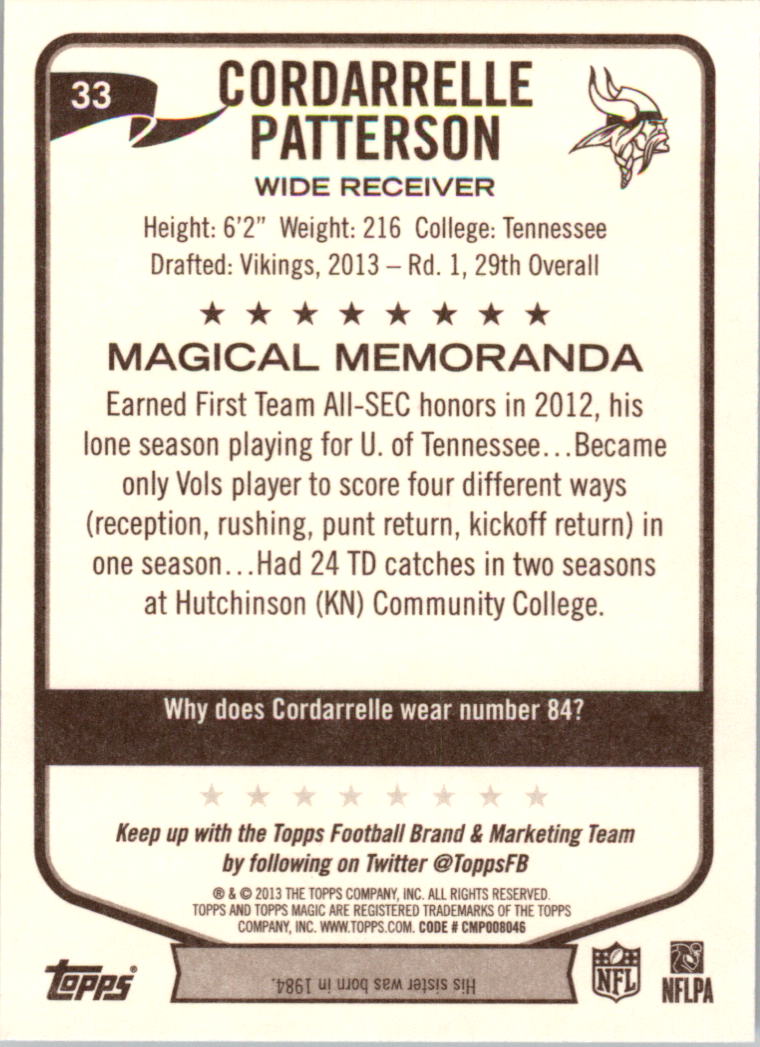 33
CORDARRELLE
PATTERSON
WIDE RECEIVER
Height: 6'2" Weight: 216 College: Tennessee
Drafted: Vikings, 2013 – Rd. 1, 29th Overall
MAGICAL MEMORANDA
Earned First Team All-SEC honors in 2012, his
lone season playing for U. of Tennessee...Became
only Vols player to score four different ways
(reception, rushing, punt return, kickoff return) in
one season...Had 24 TD catches in two seasons
at Hutchinson (KN) Community College.
Why does Cordarrelle wear number 84?
Keep up with the Topps Football Brand & Marketing Team
by following on Twitter @ToppsFB
® & © 2013 THE TOPPS COMPANY, INC. ALL RIGHTS RESERVED.
TOPPS AND TOPPS MAGIC ARE REGISTERED TRADEMARKS OF THE TOPPS
COMPANY, INC. WWW.TOPPS.COM. CODE # CMP008046
His sister was born in 1984.
topps®
NFL
NFLPA